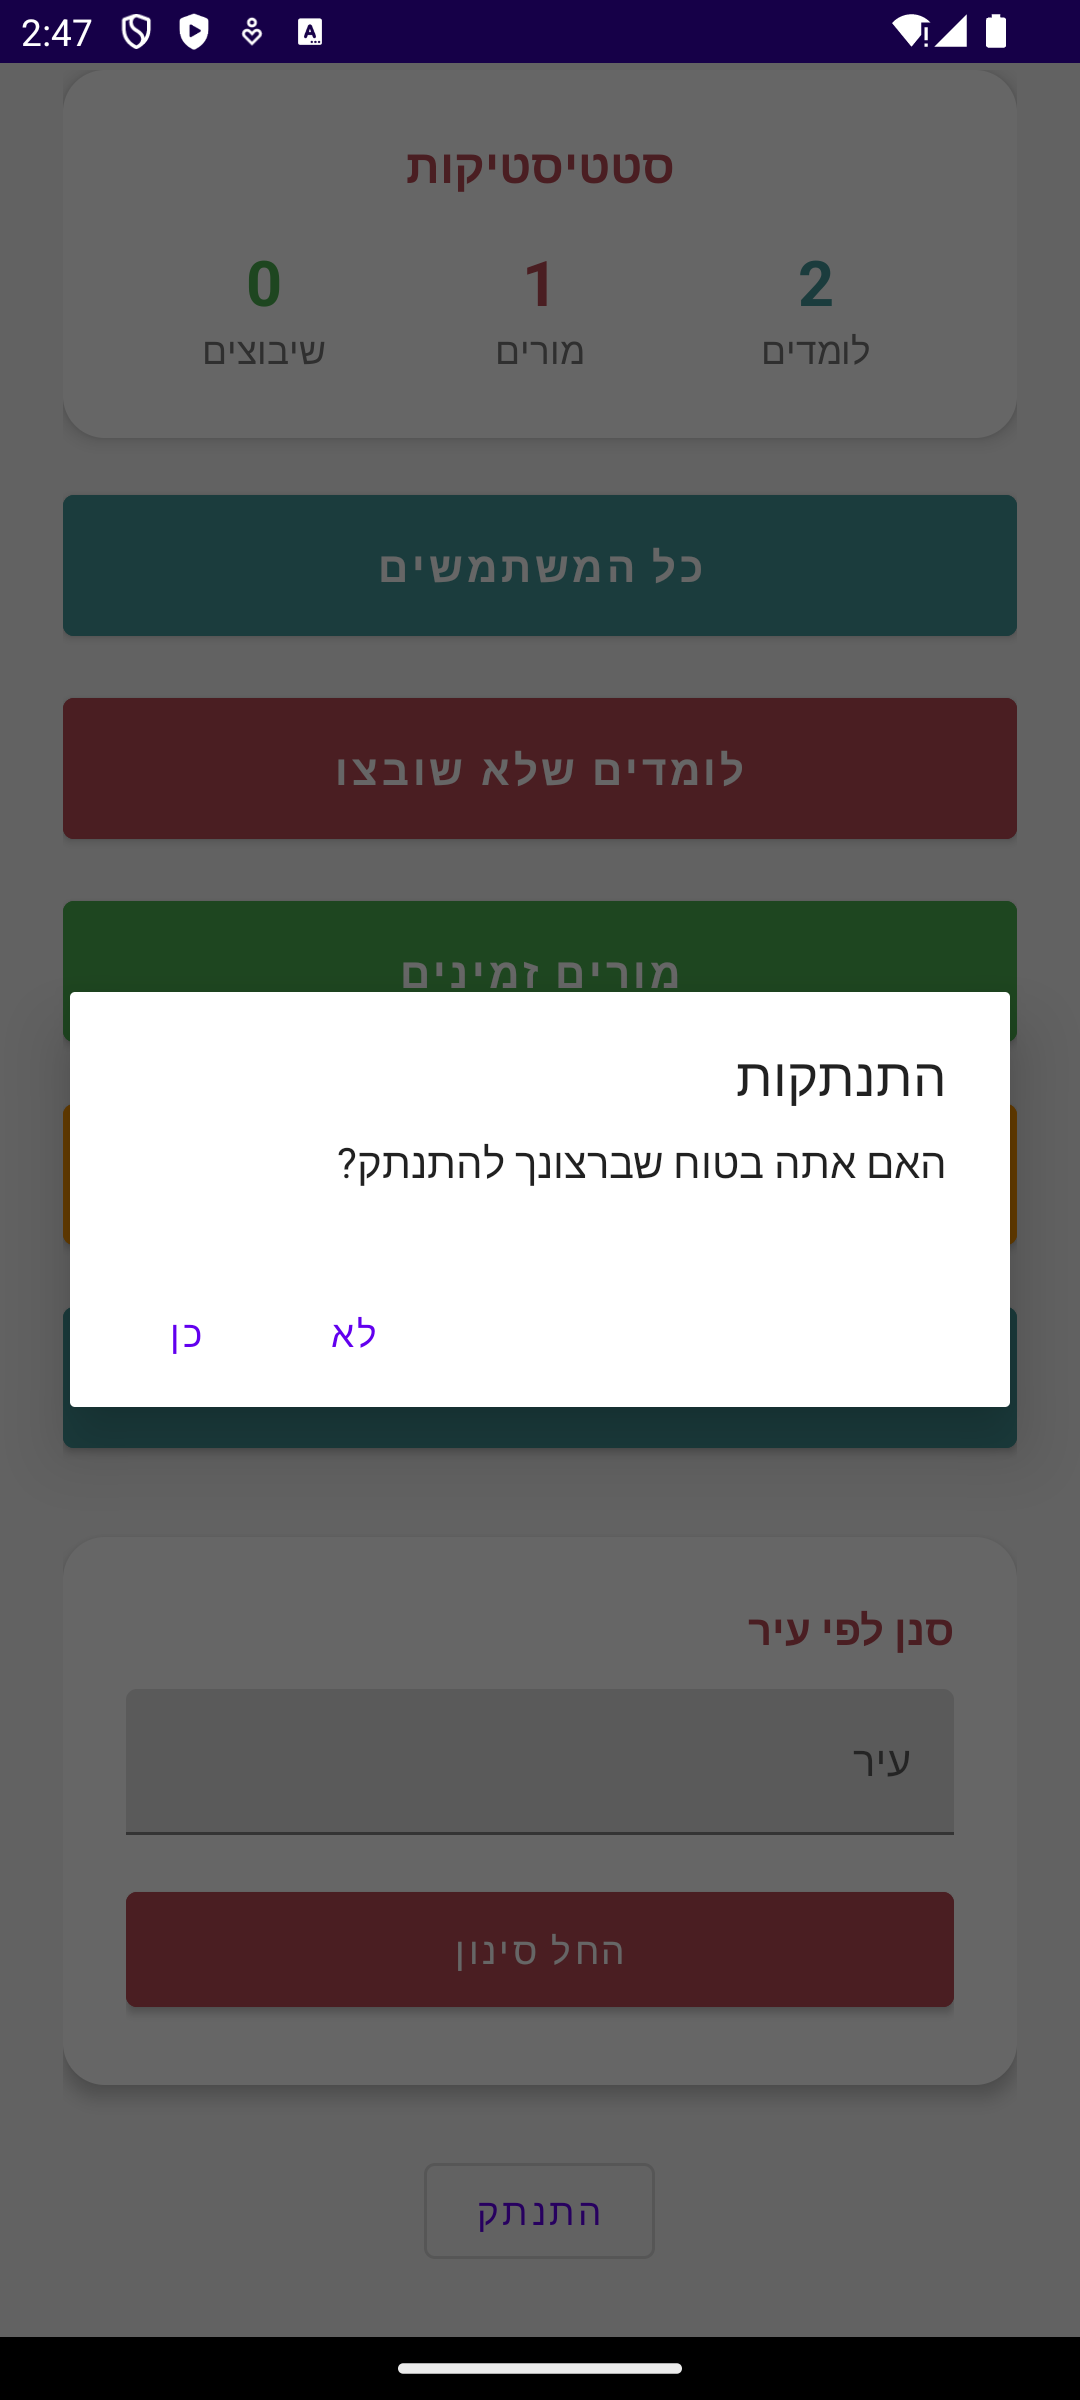 2:47
סטטיסטיקות
2 1 0
לומדים מורים שיבוצים
כל המשתמשים
לומדים שלא שובצו
מורים זמינים
התנתקות
האם אתה בטוח שברצונך להתנתק?
לא כן
סנן לפי עיר
עיר
החל סינון
התנתק